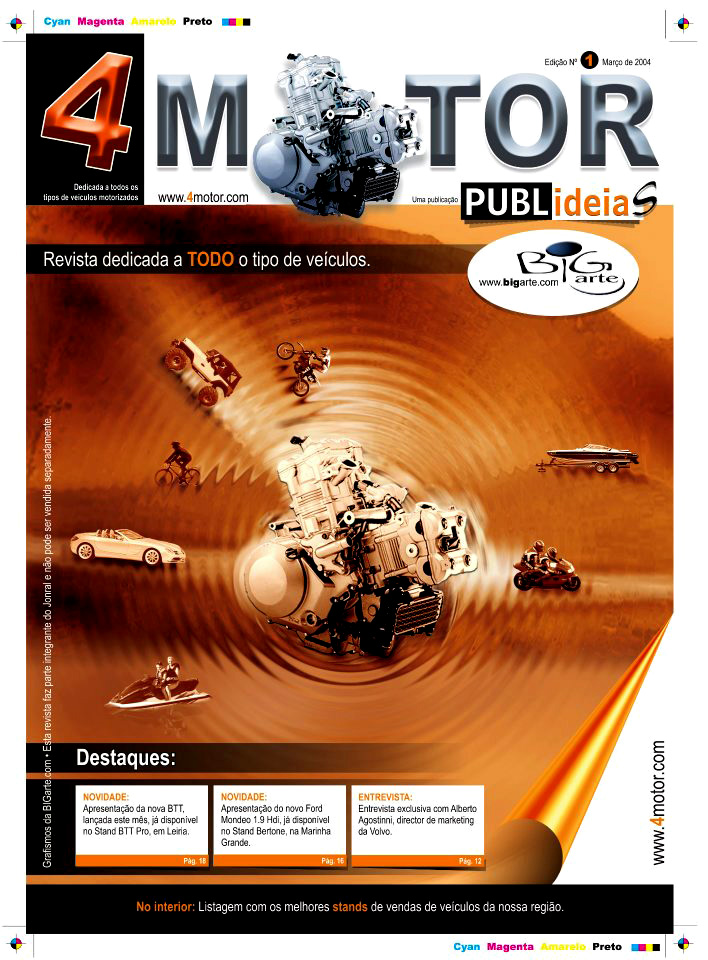 Cyan Magenta Amarelo Preto
Edição Nº 1 Março de 2004
4 MOTOR
Dedicada a todos os
tipos de veículos motorizados
www.4motor.com
Uma publicação PUBLideiaS
Revista dedicada a TODO o tipo de veículos.
BiG arte
www.bigarte.com
Grafismos da BIGarte.com • Esta revista faz parte integrante do Jonral e não pode ser vendida separadamente.
Destaques:
NOVIDADE:
Apresentação da nova BTT,
lançada este mês, já disponível
no Stand BTT Pro, em Leiria.
Pág. 18
NOVIDADE:
Apresentação do novo Ford
Mondeo 1.9 Hdi, já disponível
no Stand Bertone, na Marinha
Grande.
Pág. 16
ENTREVISTA:
Entrevista exclusiva com Alberto
Agostinni, director de marketing
da Volvo.
Pág. 12
www.4motor.com
No interior: Listagem com os melhores stands de vendas de veículos da nossa região.
Cyan Magenta Amarelo Preto